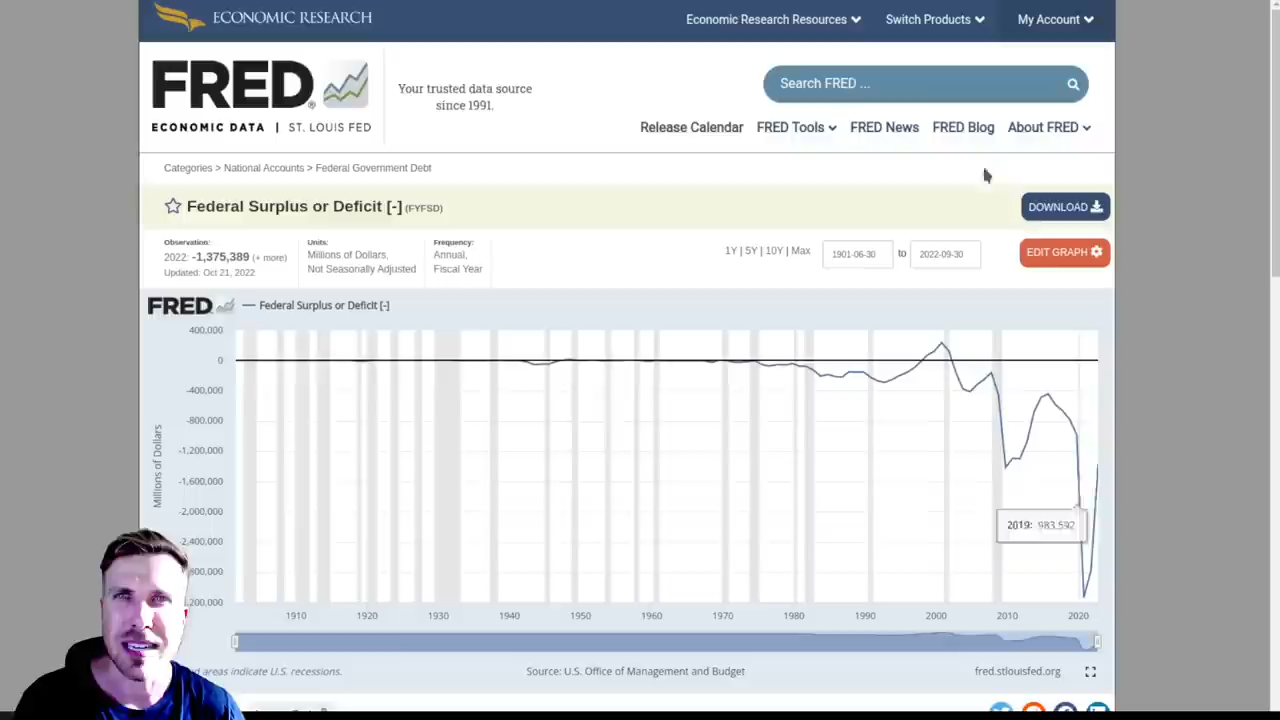 ECONOMIC RESEARCH
Economic Research Resources
Switch Products
My Account
FRED®
ECONOMIC DATA | ST. LOUIS FED
Your trusted data source
since 1991.
Search FRED ...
Release Calendar
FRED Tools
FRED News
FRED Blog
About FRED
Categories > National Accounts > Federal Government Debt
Federal Surplus or Deficit [-] (FYFSD)
DOWNLOAD
Observation:
2022: -1,375,389 (+ more)
Updated: Oct 21, 2022
Units:
Millions of Dollars,
Not Seasonally Adjusted
Frequency:
Annual,
Fiscal Year
1Y | 5Y | 10Y | Max
1901-06-30
to
2022-09-30
EDIT GRAPH
FRED
Federal Surplus or Deficit [-]
Millions of Dollars
400,000
0
-400,000
-800,000
-1,200,000
-1,600,000
-2,000,000
-2,400,000
800,000
200,000
2019: 983,592
1910
1920
1930
1940
1950
1960
1970
1980
1990
2000
2010
2020
areas indicate U.S. recessions.
Source: U.S. Office of Management and Budget
fred.stlouisfed.org